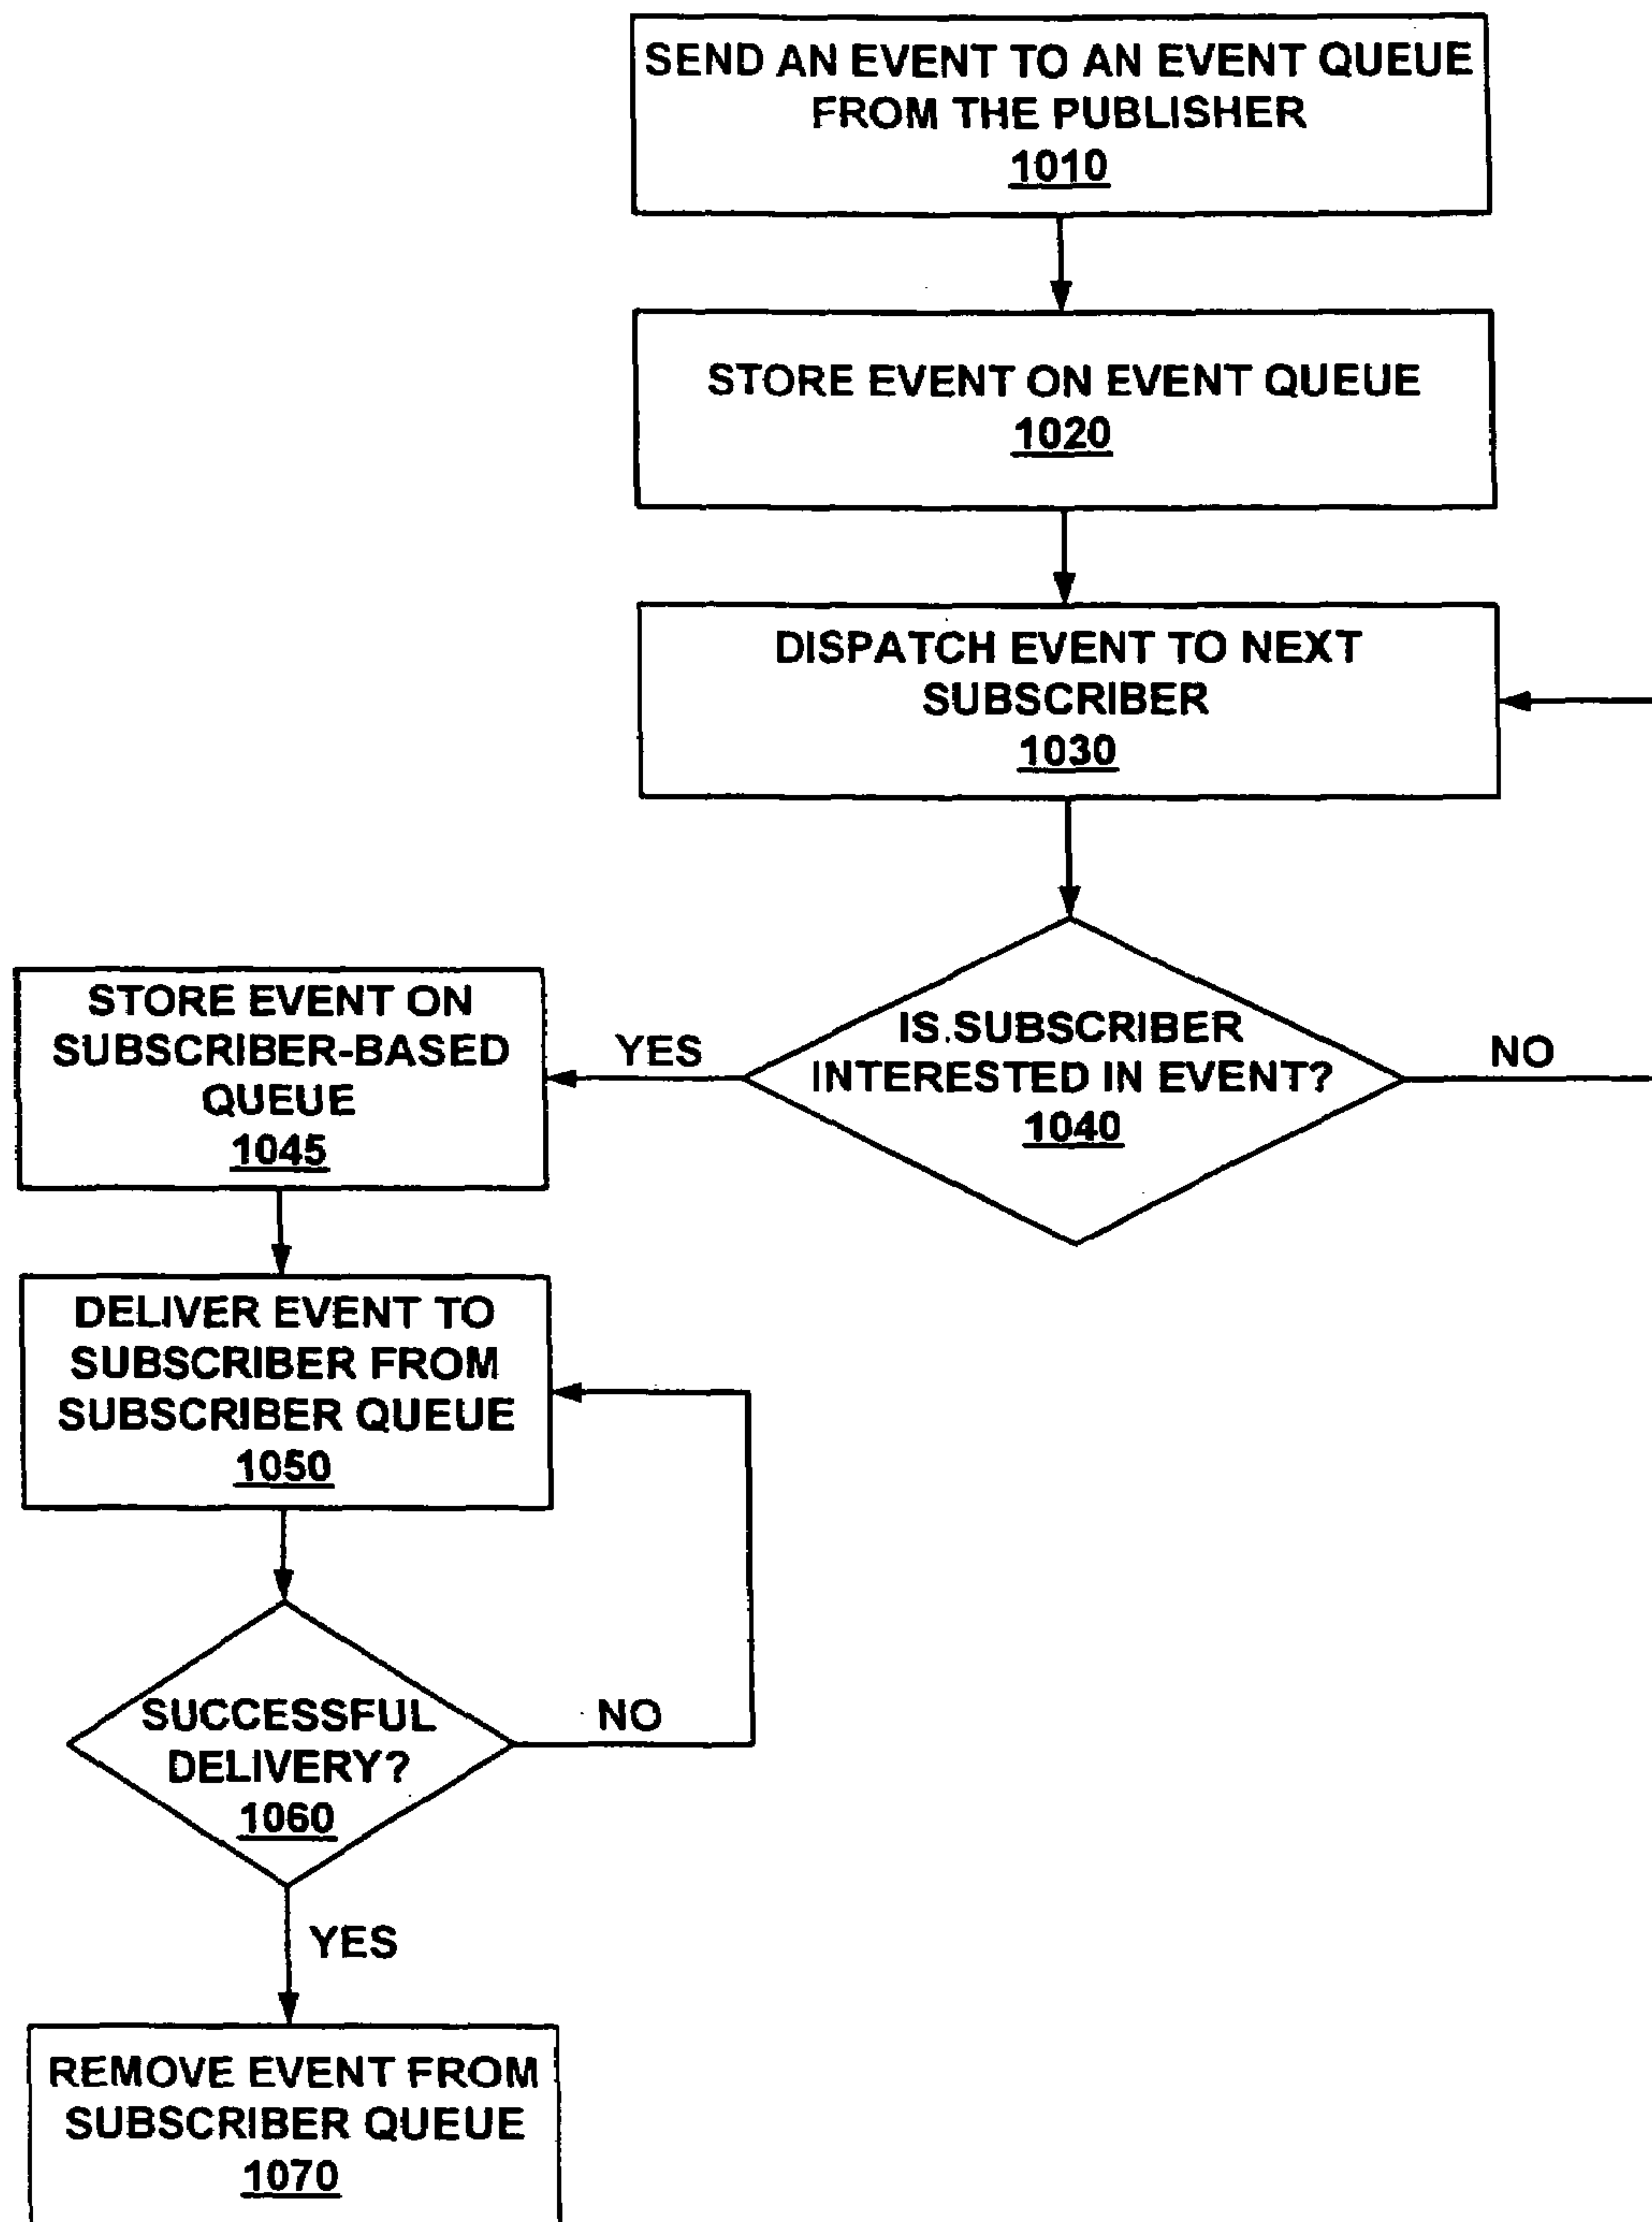 SEND AN EVENT TO AN EVENT QUEUE
FROM THE PUBLISHER
1010
STORE EVENT ON EVENT QUEUE
1020
DISPATCH EVENT TO NEXT
SUBSCRIBER
1030
IS.SUBSCRIBER
INTERESTED IN EVENT?
1040
YES
NO
STORE EVENT ON
SUBSCRIBER-BASED
QUEUE
1045
DELIVER EVENT TO
SUBSCRIBER FROM
SUBSCRIBER QUEUE
1050
SUCCESSFUL
DELIVERY?
1060
NO
YES
REMOVE EVENT FROM
SUBSCRIBER QUEUE
1070